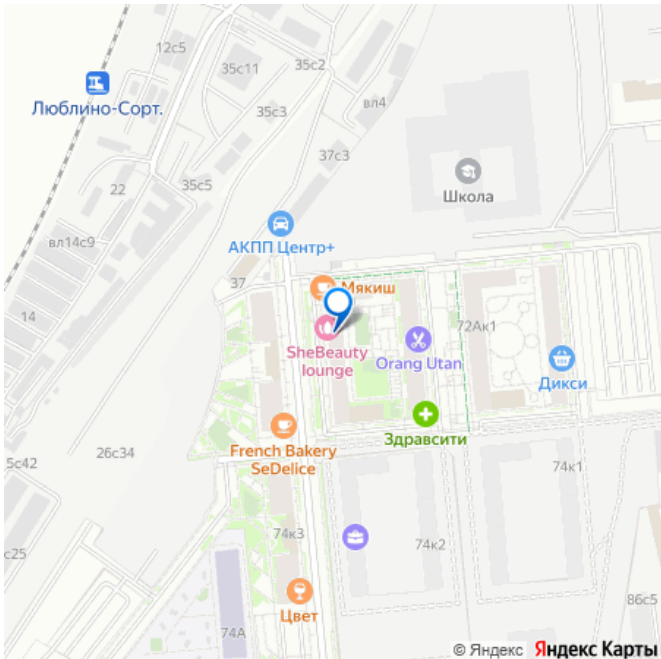 12с5
35с11
35с2
Люблино-Сорт.
35с3
вл4
37с3
22
35с5
Школа
АКПП Центр+
вл14с9
37
Мякиш
14
72Ак1
SheBeauty
lounge
Orang Utan
Дикси
Здравсити
26с34
French Bakery
SeDelice
5с42
74к1
74к3
74к2
с25
86с5
Цвет
74А
© Яндекс Яндекс Карты